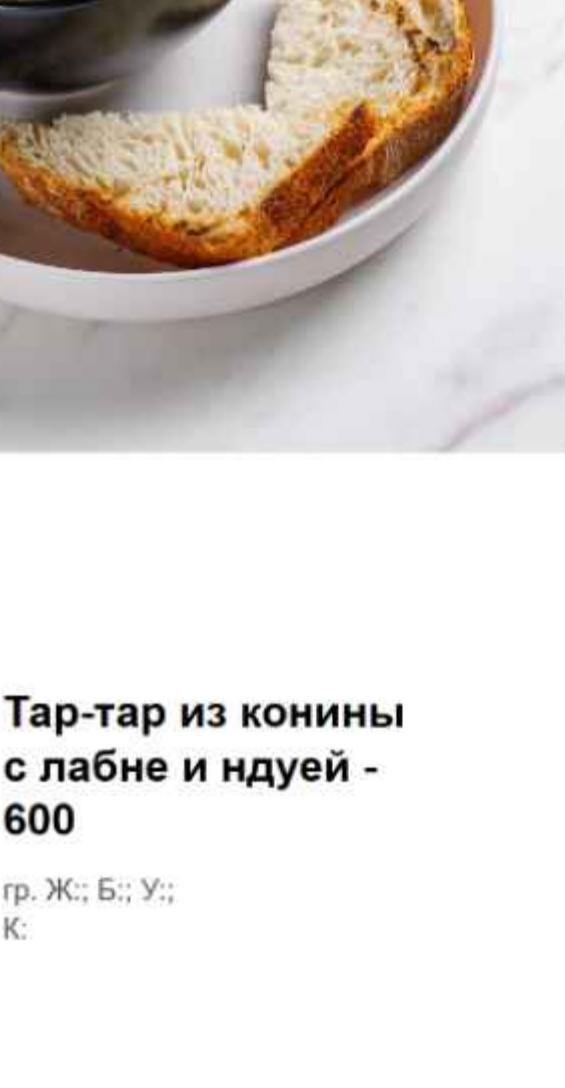 Тар-тар из конины
с лабне и ндуей -
600
гр. Ж:; Б:; У:;
К: